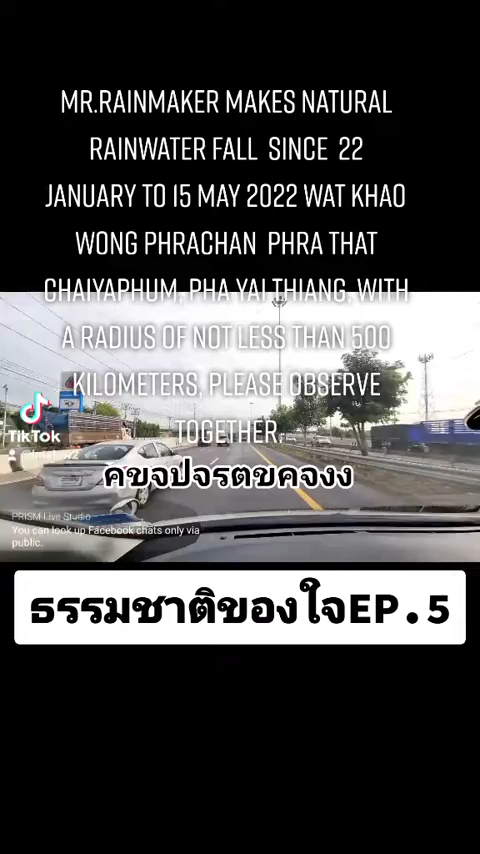 MR.RAINMAKER MAKES NATURAL
RAINWATER FALL SINCE 22
JANUARY TO 15 MAY 2022 WAT KHAO
WONG PHRACHAN PHRA THAT
CHAIYAPHUM, PHA YAI THIANG, WITH
A RADIUS OF NOT LESS THAN 500
KILOMETERS, PLEASE OBSERVE
TOGETHER.
TikTok
คขจปจรตขคจงง
PRISM Live Studio
You can look up Facebook chats only via
public.
ธรรมชาติของใจEP.5